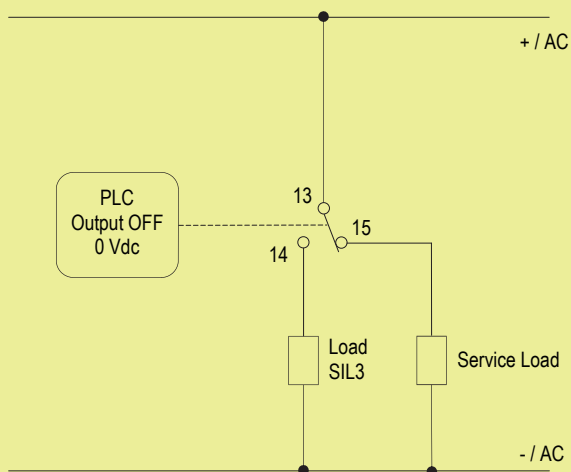 + / AC
PLC
Output OFF
0 Vdc
13
15
14
Load
SIL3
Service Load
- / AC